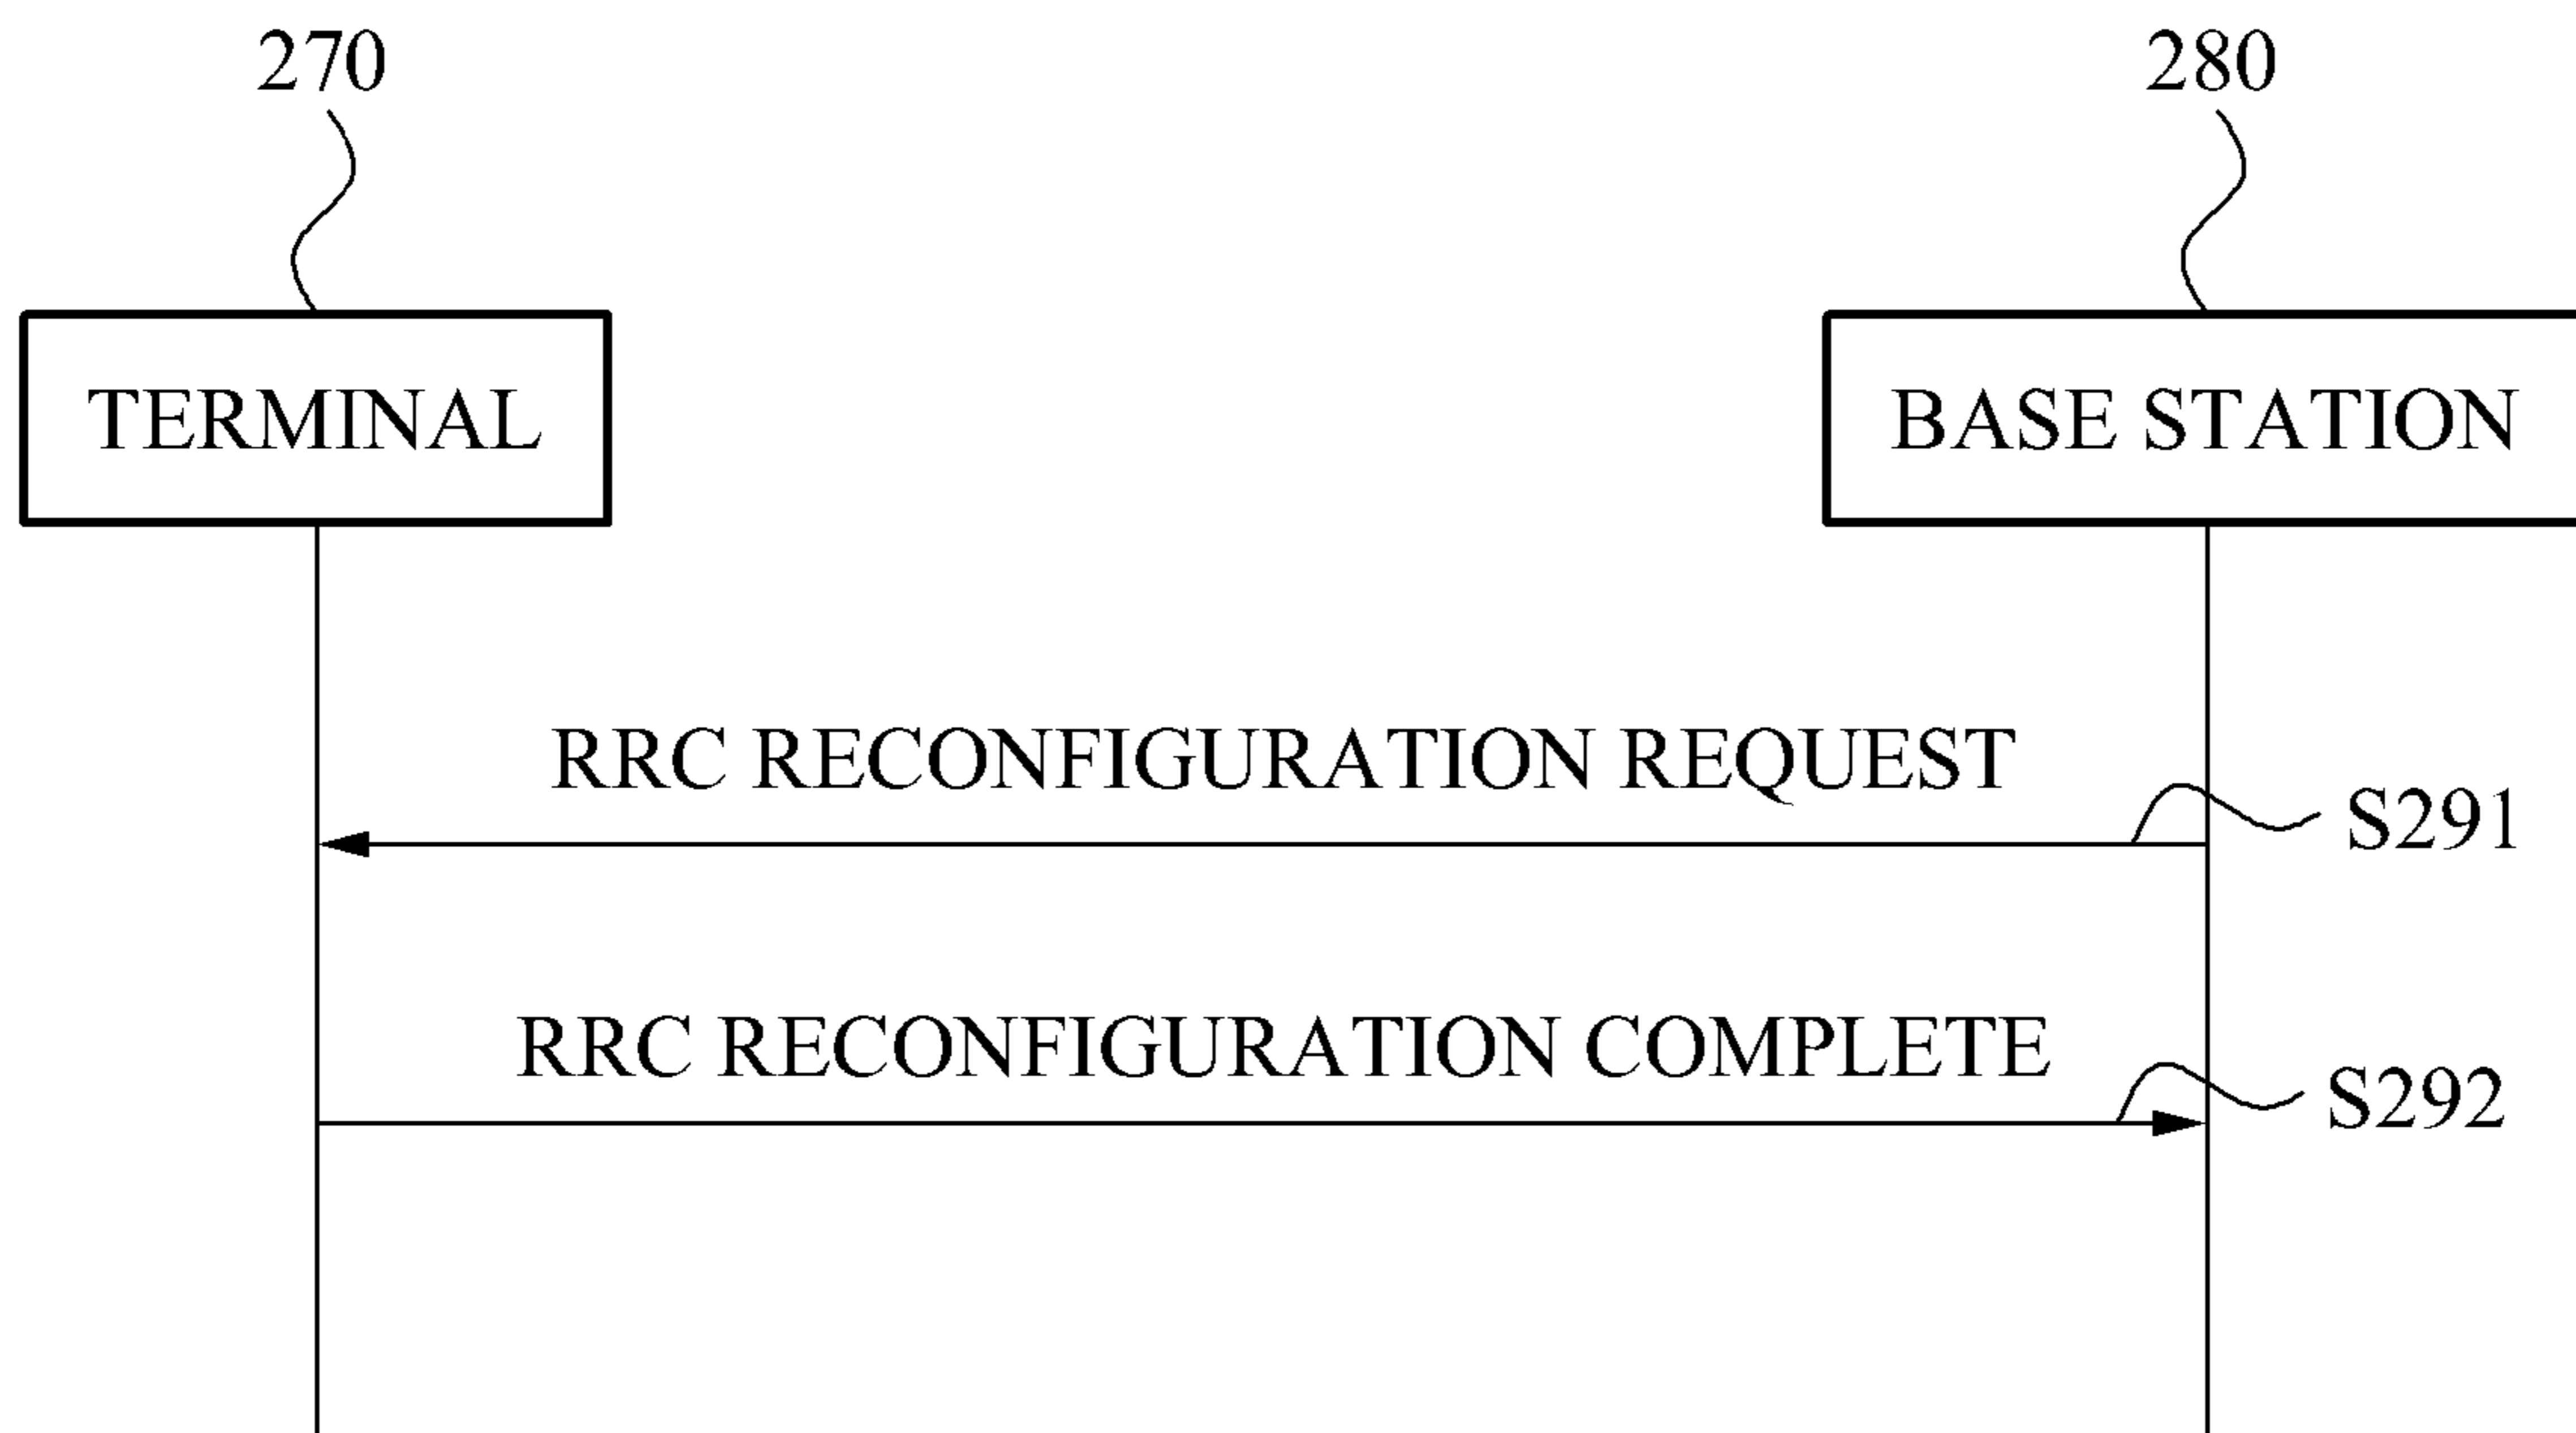 270
280
TERMINAL
BASE STATION
RRC RECONFIGURATION REQUEST
S291
RRC RECONFIGURATION COMPLETE
S292